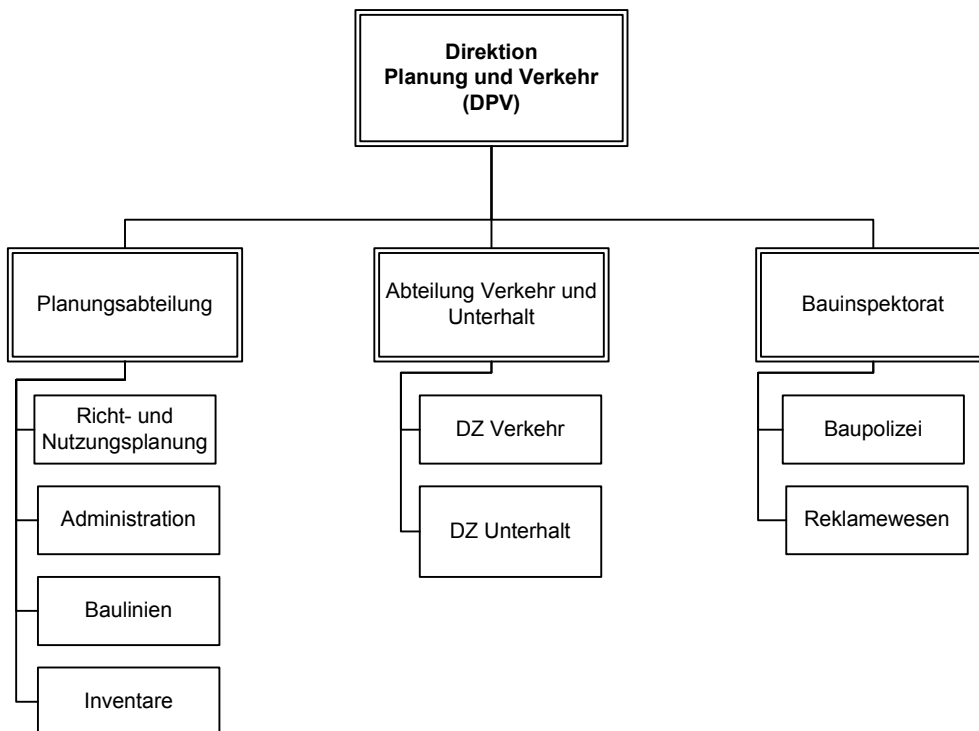 Direktion
Planung und Verkehr
(DPV)
Planungsabteilung
Abteilung Verkehr und
Unterhalt
Bauinspektorat
Richt- und
Nutzungsplanung
Administration
Baulinien
Inventare
DZ Verkehr
DZ Unterhalt
Baupolizei
Reklamewesen